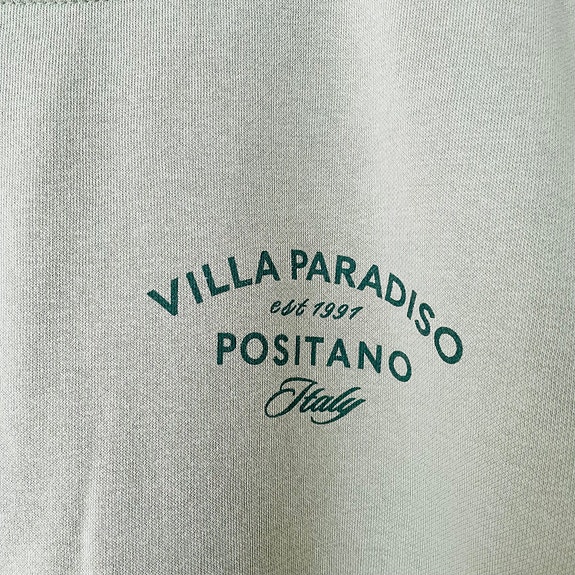 VILLA PARADISO
est 1991
POSITANO
Italy